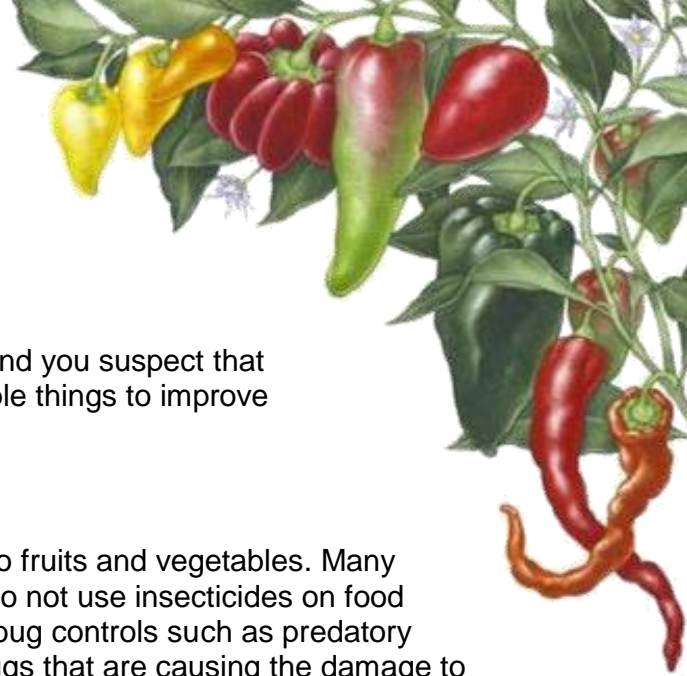 nd you suspect that
ple things to improve
o fruits and vegetables. Many
o not use insecticides on food
bug controls such as predatory
ugs that are causing the damage to